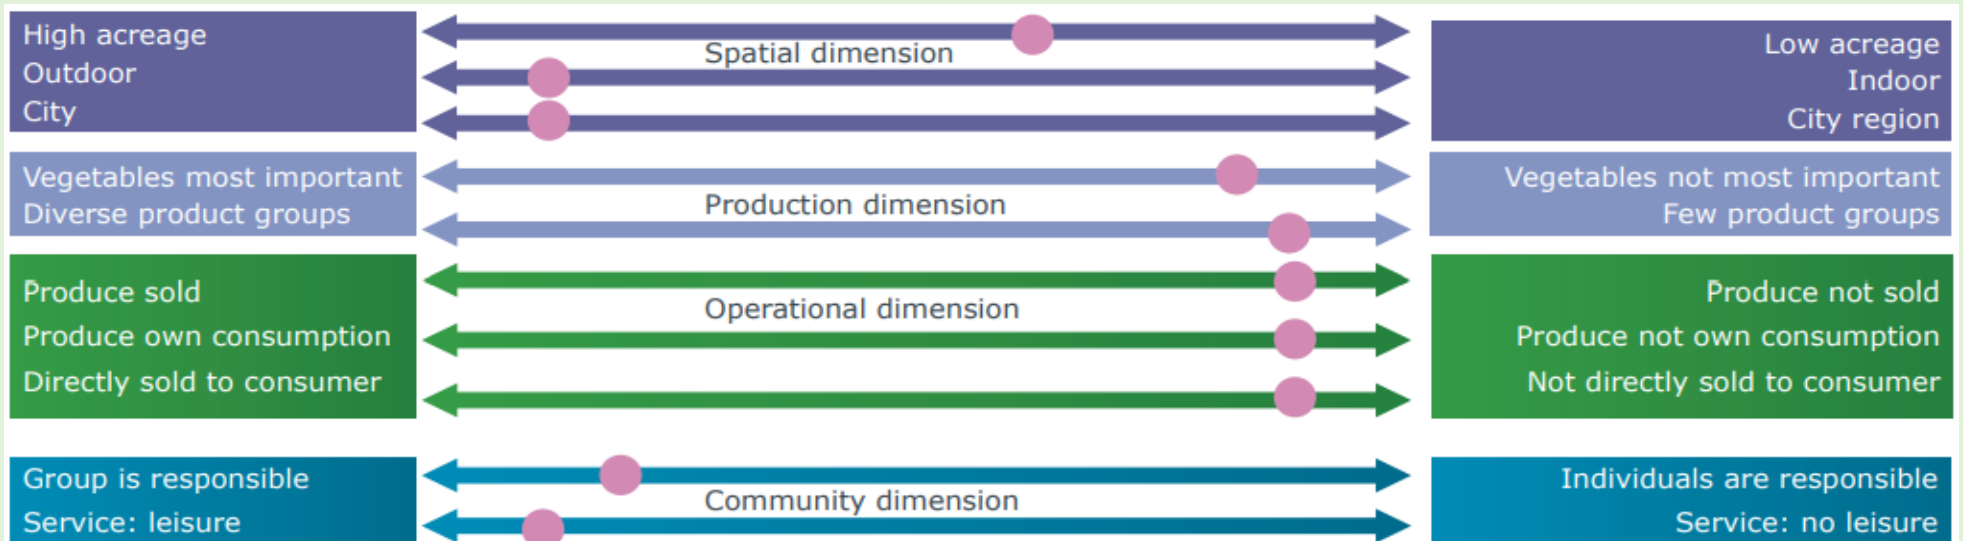 High acreage
Outdoor
City
Spatial dimension
Low acreage
Indoor
City region
Vegetables most important
Diverse product groups
Production dimension
Vegetables not most important
Few product groups
Produce sold
Produce own consumption
Directly sold to consumer
Operational dimension
Produce not sold
Produce not own consumption
Not directly sold to consumer
Group is responsible
Service: leisure
Community dimension
Individuals are responsible
Service: no leisure